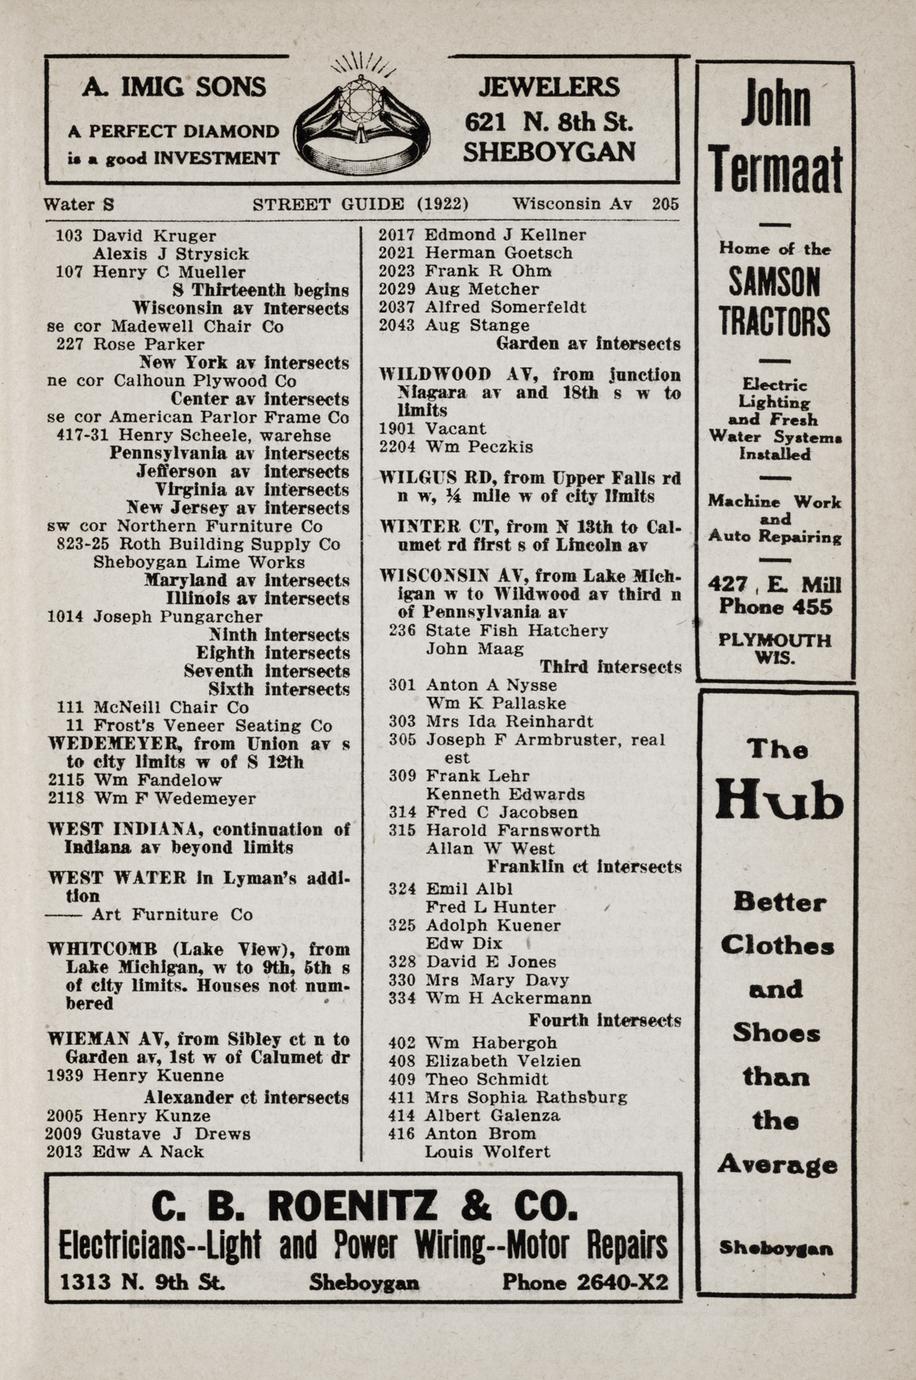 A. IMIG SONS
A PERFECT DIAMOND
is a good INVESTMENT
JEWELERS
621 N. 8th St.
SHEBOYGAN
Water S STREET GUIDE (1922) Wisconsin Av 205
103 David Kruger
Alexis J Strysick
107 Henry C Mueller
S Thirteenth begins
Wisconsin av intersects
se cor Madewell Chair Co
227 Rose Parker
New York av intersects
ne cor Calhoun Plywood Co
Center av intersects
se cor American Parlor Frame Co
417-31 Henry Scheele, warehse
Pennsylvania av intersects
Jefferson av intersects
Virginia av intersects
New Jersey av intersects
sw cor Northern Furniture Co
823-25 Roth Building Supply Co
Sheboygan Lime Works
Maryland av intersects
Illinois av intersects
1014 Joseph Pungarcher
Ninth intersects
Eighth intersects
Seventh intersects
Sixth intersects
111 McNeill Chair Co
11 Frost's Veneer Seating Co
WEDEMEYER, from Union av s
to city limits w of S 12th
2115 Wm Fandelow
2118 Wm F Wedemeyer
WEST INDIANA, continuation of
Indiana av beyond limits
WEST WATER in Lyman's addi-
tion
—— Art Furniture Co
WHITCOMB (Lake View), from
Lake Michigan, w to 9th, 5th s
of city limits. Houses not num-
bered
WIEMAN AV, from Sibley ct n to
Garden av, 1st w of Calumet dr
1939 Henry Kuenne
Alexander ct intersects
2005 Henry Kunze
2009 Gustave J Drews
2013 Edw A Nack
2017 Edmond J Kellner
2021 Herman Goetsch
2023 Frank R Ohm
2029 Aug Metcher
2037 Alfred Somerfeldt
2043 Aug Stange
Garden av intersects
WILDWOOD AV, from junction
Niagara av and 18th s w to
limits
1901 Vacant
2204 Wm Peczkis
WILGUS RD, from Upper Falls rd
n w, ¼ mile w of city limits
WINTER CT, from N 13th to Cal-
umet rd first s of Lincoln av
WISCONSIN AV, from Lake Mich-
igan w to Wildwood av third n
of Pennsylvania av
236 State Fish Hatchery
John Maag
Third intersects
301 Anton A Nysse
Wm K Pallaske
303 Mrs Ida Reinhardt
305 Joseph F Armbruster, real
est
309 Frank Lehr
Kenneth Edwards
314 Fred C Jacobsen
315 Harold Farnsworth
Allan W West
Franklin ct intersects
324 Emil Albl
Fred L Hunter
325 Adolph Kuener
Edw Dix
328 David E Jones
330 Mrs Mary Davy
334 Wm H Ackermann
Fourth intersects
402 Wm Habergoh
408 Elizabeth Velzien
409 Theo Schmidt
411 Mrs Sophia Rathsburg
414 Albert Galenza
416 Anton Brom
Louis Wolfert
John
Termaat
Home of the
SAMSON
TRACTORS
Electric
Lighting
and Fresh
Water Systems
Installed
Machine Work
and
Auto Repairing
427 E. Mill
Phone 455
PLYMOUTH
WIS.
The
Hub
Better
Clothes
and
Shoes
than
the
Average
Sheboygan
C. B. ROENITZ & CO.
Electricians--Light and Power Wiring--Motor Repairs
1313 N. 9th St. Sheboygan Phone 2640-X2